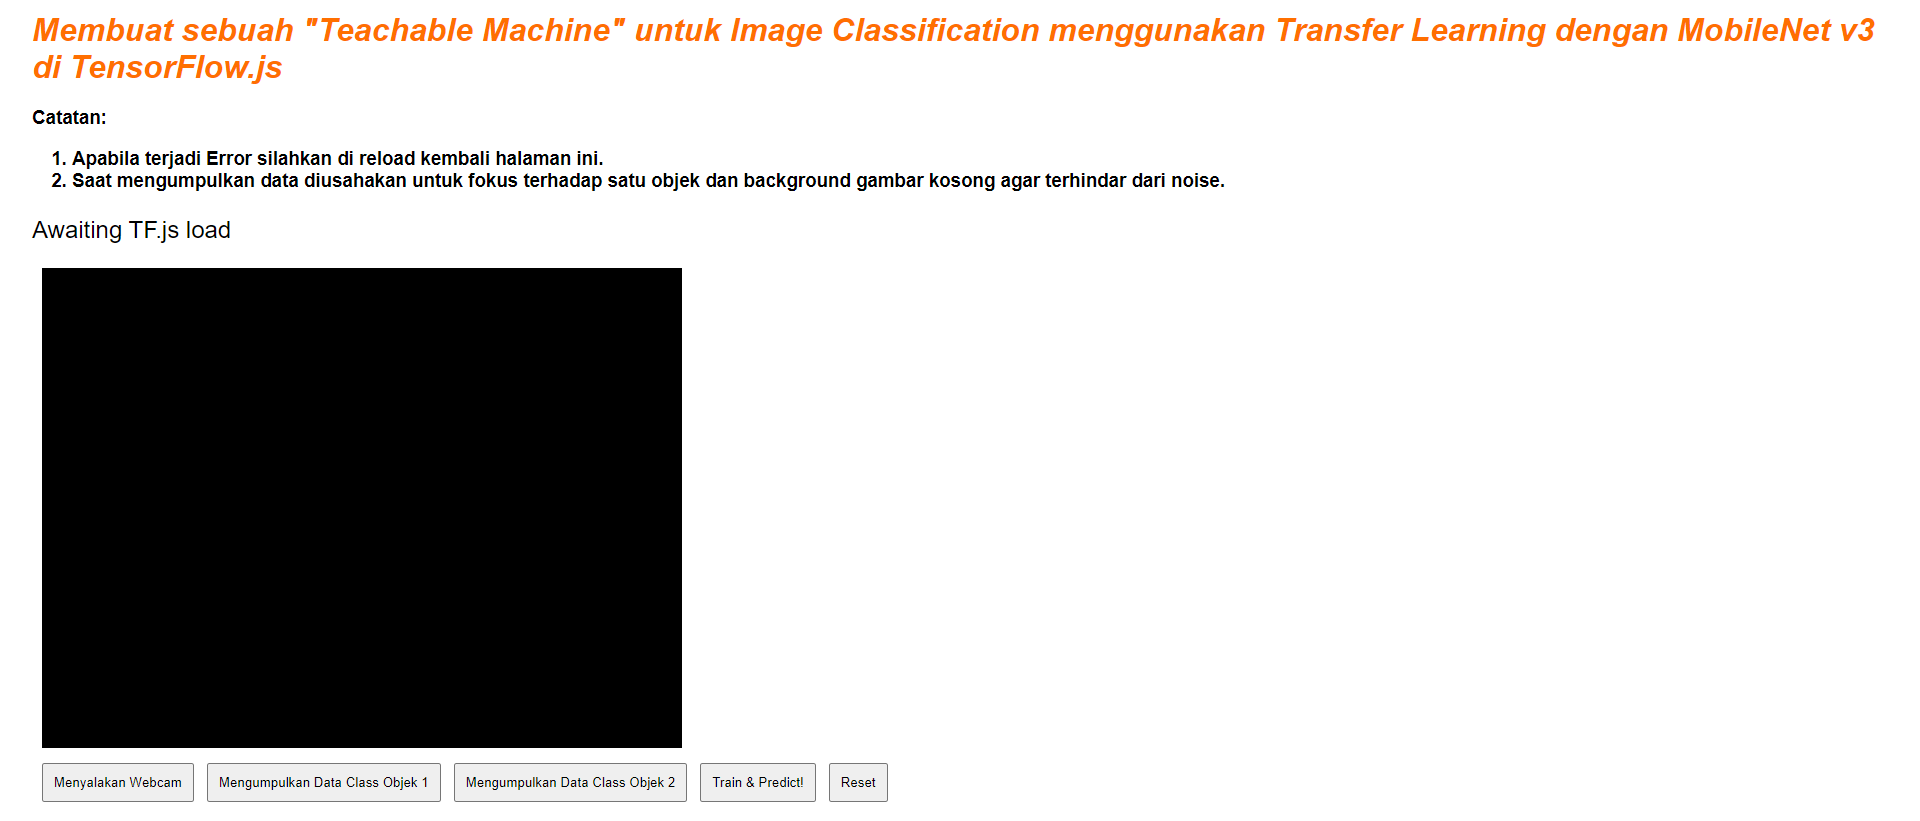 Membuat sebuah "Teachable Machine" untuk Image Classification menggunakan Transfer Learning dengan MobileNet v3
di TensorFlow.js
Catatan:
1. Apabila terjadi Error silahkan di reload kembali halaman ini.
2. Saat mengumpulkan data diusahakan untuk fokus terhadap satu objek dan background gambar kosong agar terhindar dari noise.
Awaiting TF.js load
Menyalakan Webcam Mengumpulkan Data Class Objek 1 Mengumpulkan Data Class Objek 2 Train & Predict! Reset